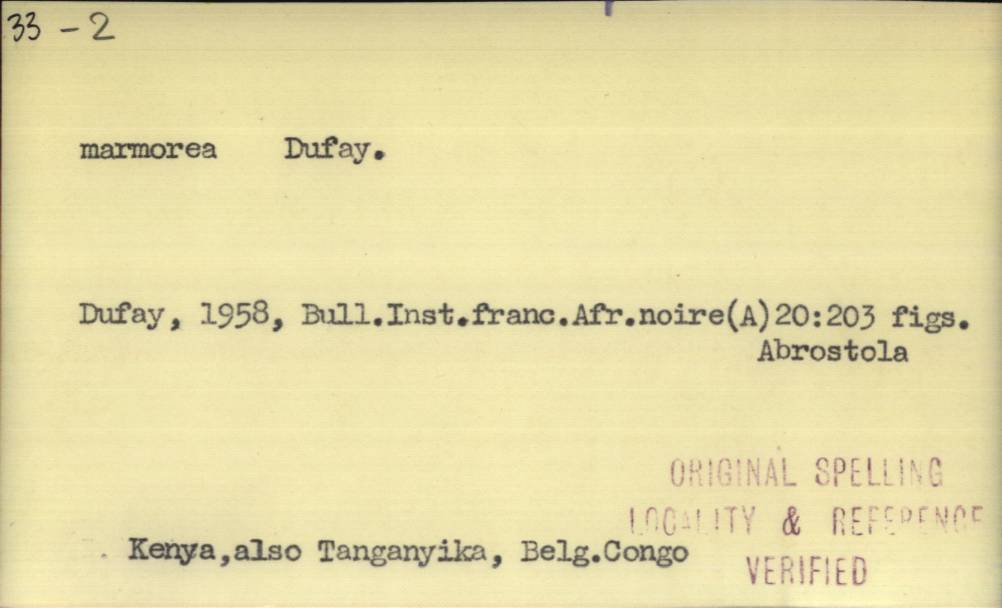 33 - 2
marmorea Dufay.
Dufay, 1958, Bull.Inst.franc.Afr.noire(A)20:203 figs.
Abrostola
ORIGINAL SPELLING
LOCALITY & REFERENCE
Kenya,also Tanganyika, Belg.Congo
VERIFIED